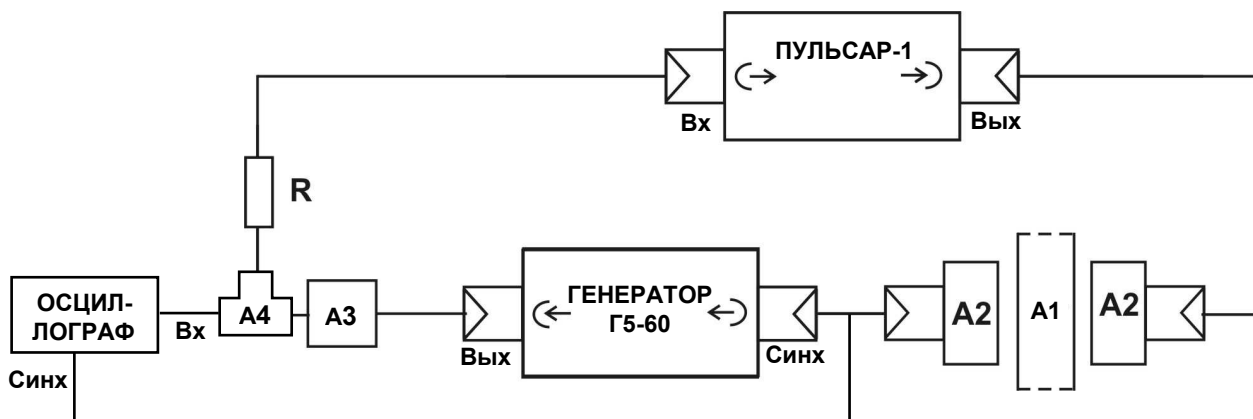 ПУЛЬСАР-1
Вх
Вых
R
ОСЦИЛ-
ЛОГРАФ
Вх
А4
А3
Вых
ГЕНЕРАТОР
Г5-60
Синх
А2
А1
А2
Синх